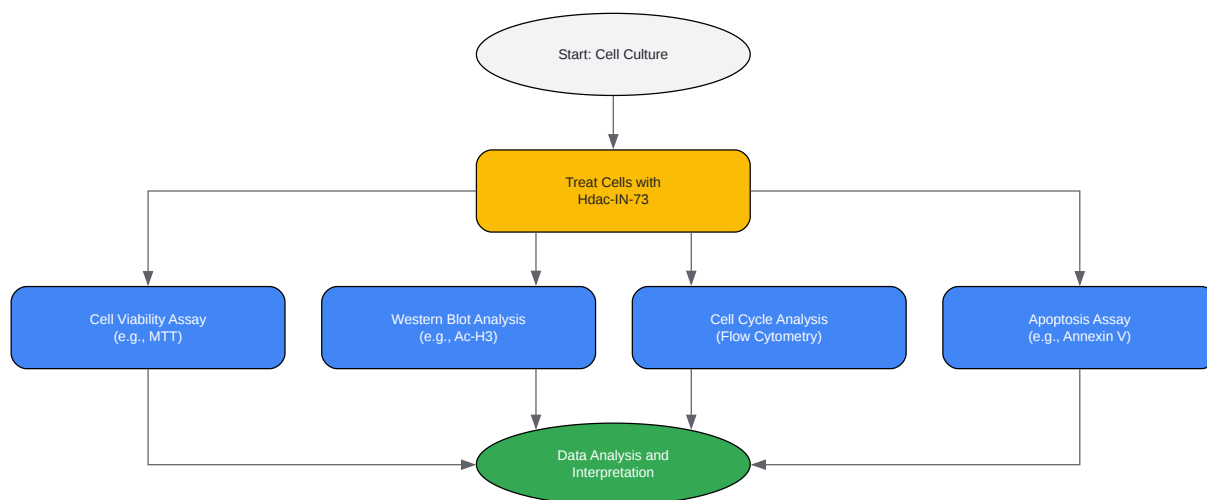 Start: Cell Culture
Treat Cells with
Hdac-IN-73
Cell Viability Assay
(e.g., MTT)
Western Blot Analysis
(e.g., Ac-H3)
Cell Cycle Analysis
(Flow Cytometry)
Apoptosis Assay
(e.g., Annexin V)
Data Analysis and
Interpretation